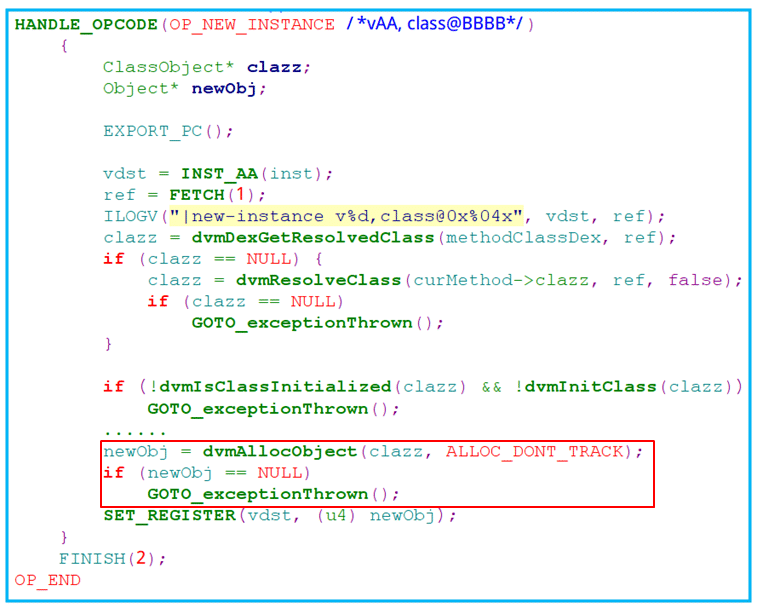 HANDLE_OPCODE(OP_NEW_INSTANCE /*vAA, class@BBBB*/)
{
ClassObject* clazz;
Object* newObj;
EXPORT_PC();
vdst = INST_AA(inst);
ref = FETCH(1);
ILOGV("|new-instance v%d,class@0x%04x", vdst, ref);
clazz = dvmDexGetResolvedClass(methodClassDex, ref);
if (clazz == NULL) {
clazz = dvmResolveClass(curMethod->clazz, ref, false);
if (clazz == NULL)
GOTO_exceptionThrown();
}
if (!dvmIsClassInitialized(clazz) && !dvmInitClass(clazz))
GOTO_exceptionThrown();
......
newObj = dvmAllocObject(clazz, ALLOC_DONT_TRACK);
if (newObj == NULL)
GOTO_exceptionThrown();
SET_REGISTER(vdst, (u4) newObj);
}
FINISH(2);
OP_END